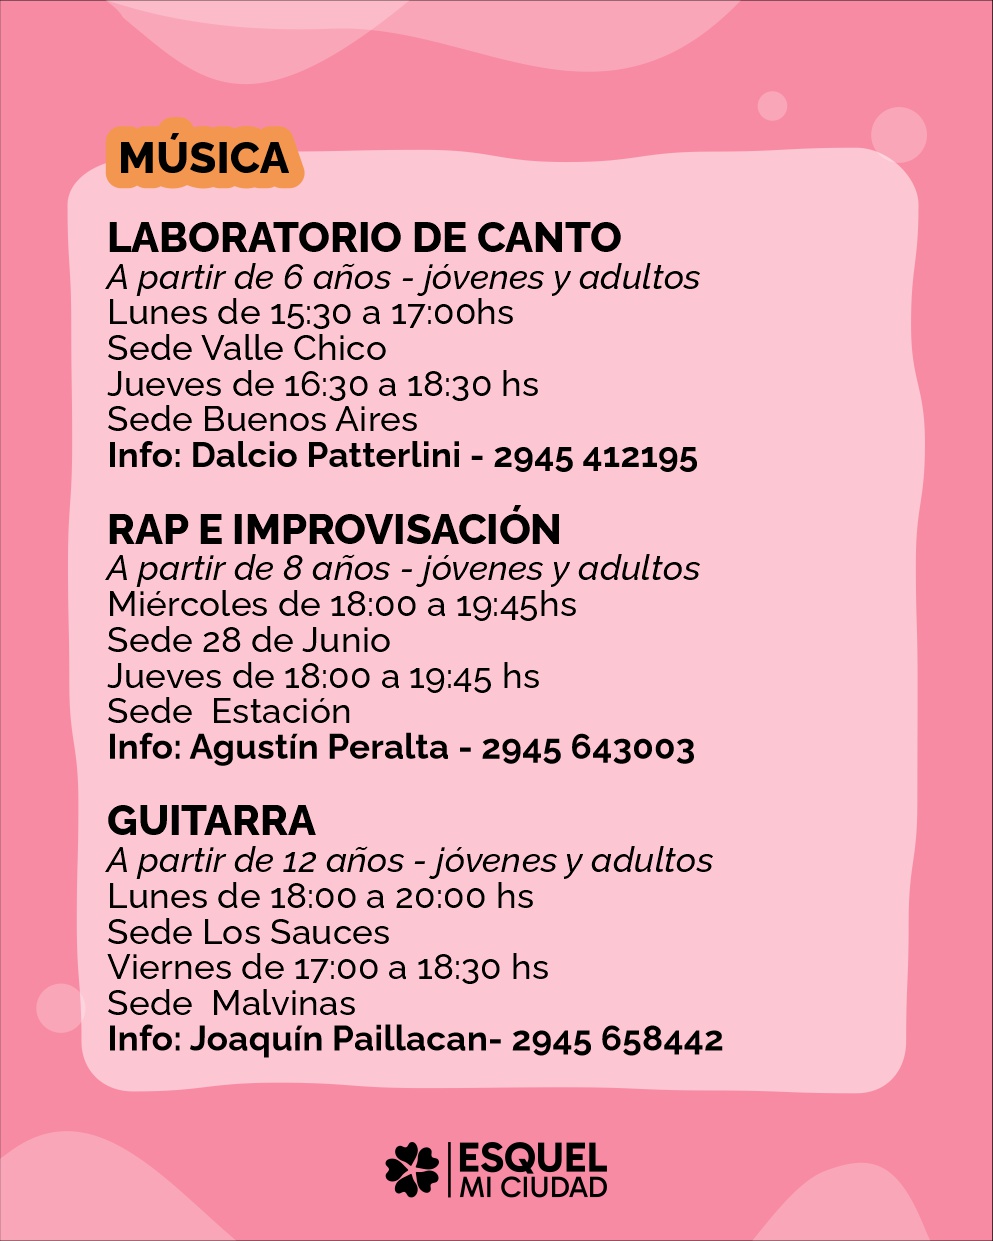 MÚSICA
LABORATORIO DE CANTO
A partir de 6 años - jóvenes y adultos
Lunes de 15:30 a 17:00hs
Sede Valle Chico
Jueves de 16:30 a 18:30 hs
Sede Buenos Aires
Info: Dalcio Patterlini - 2945 412195
RAP E IMPROVISACIÓN
A partir de 8 años - jóvenes y adultos
Miércoles de 18:00 a 19:45hs
Sede 28 de Junio
Jueves de 18:00 a 19:45 hs
Sede  Estación
Info: Agustín Peralta - 2945 643003
GUITARRA
A partir de 12 años - jóvenes y adultos
Lunes de 18:00 a 20:00 hs
Sede Los Sauces
Viernes de 17:00 a 18:30 hs
Sede  Malvinas
Info: Joaquín Paillacan- 2945 658442
ESQUEL
MI CIUDAD